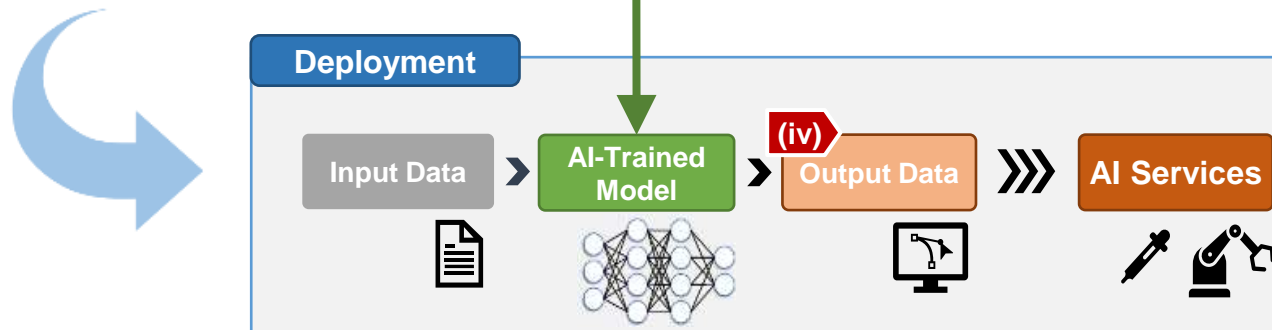 Deployment
(iv)
Input Data
AI-Trained
Model
Output Data
AI Services